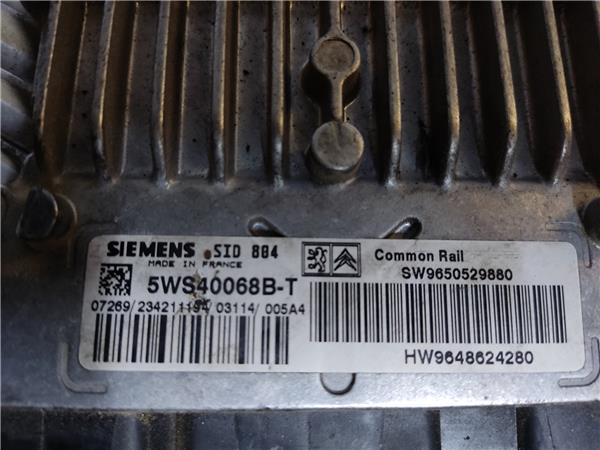 SIEMENS SID 804
MADE IN FRANCE
5WS40068B-T
07269/234211194/03114/005A4
Common Rail
SW9650529880
HW9648624280